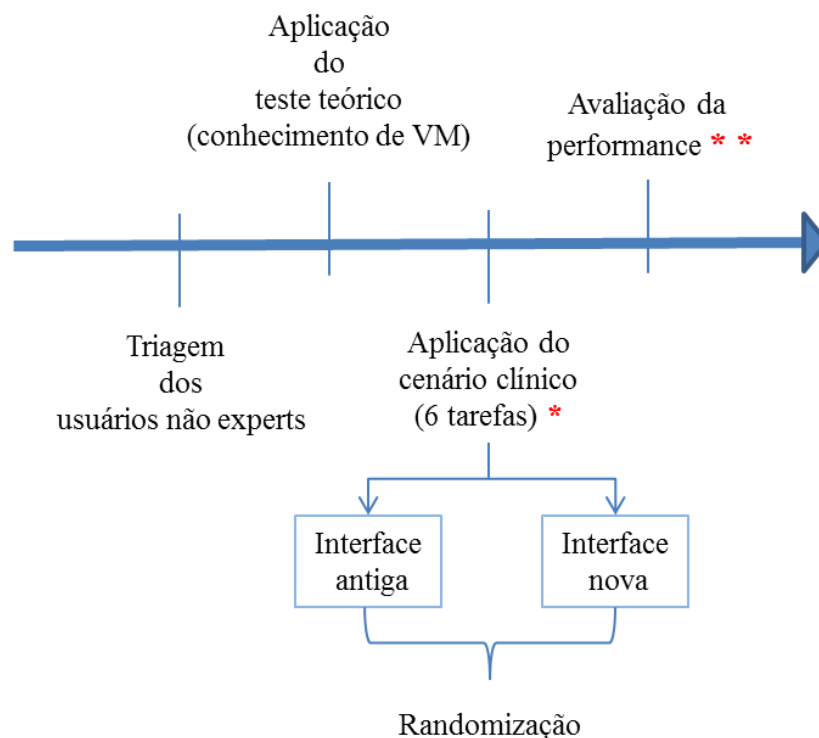 Aplicação
do
teste teórico
(conhecimento de VM)
Avaliação da
performance * *
Triagem
dos
usuários não experts
Aplicação do
cenário clínico
(6 tarefas) *
Interface
antiga
Interface
nova
Randomização